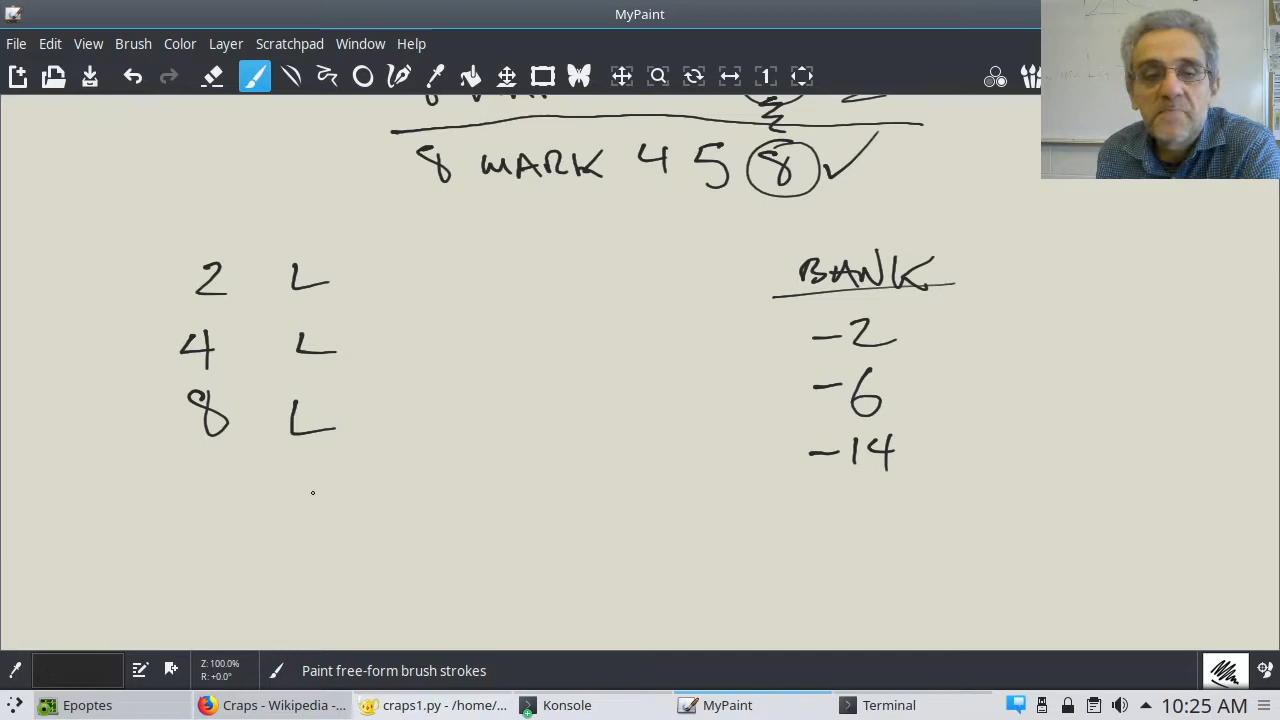 MyPaint
File Edit View Brush Color Layer Scratchpad Window Help
8 MARK 4 5 8
2 L
4 L
8 L
BANK
-2
-6
-14
Z: 100.0%
R: +0.0°
Paint free-form brush strokes
Epoptes
Craps - Wikipedia -...
craps1.py - /home/...
Konsole
MyPaint
Terminal
10:25 AM